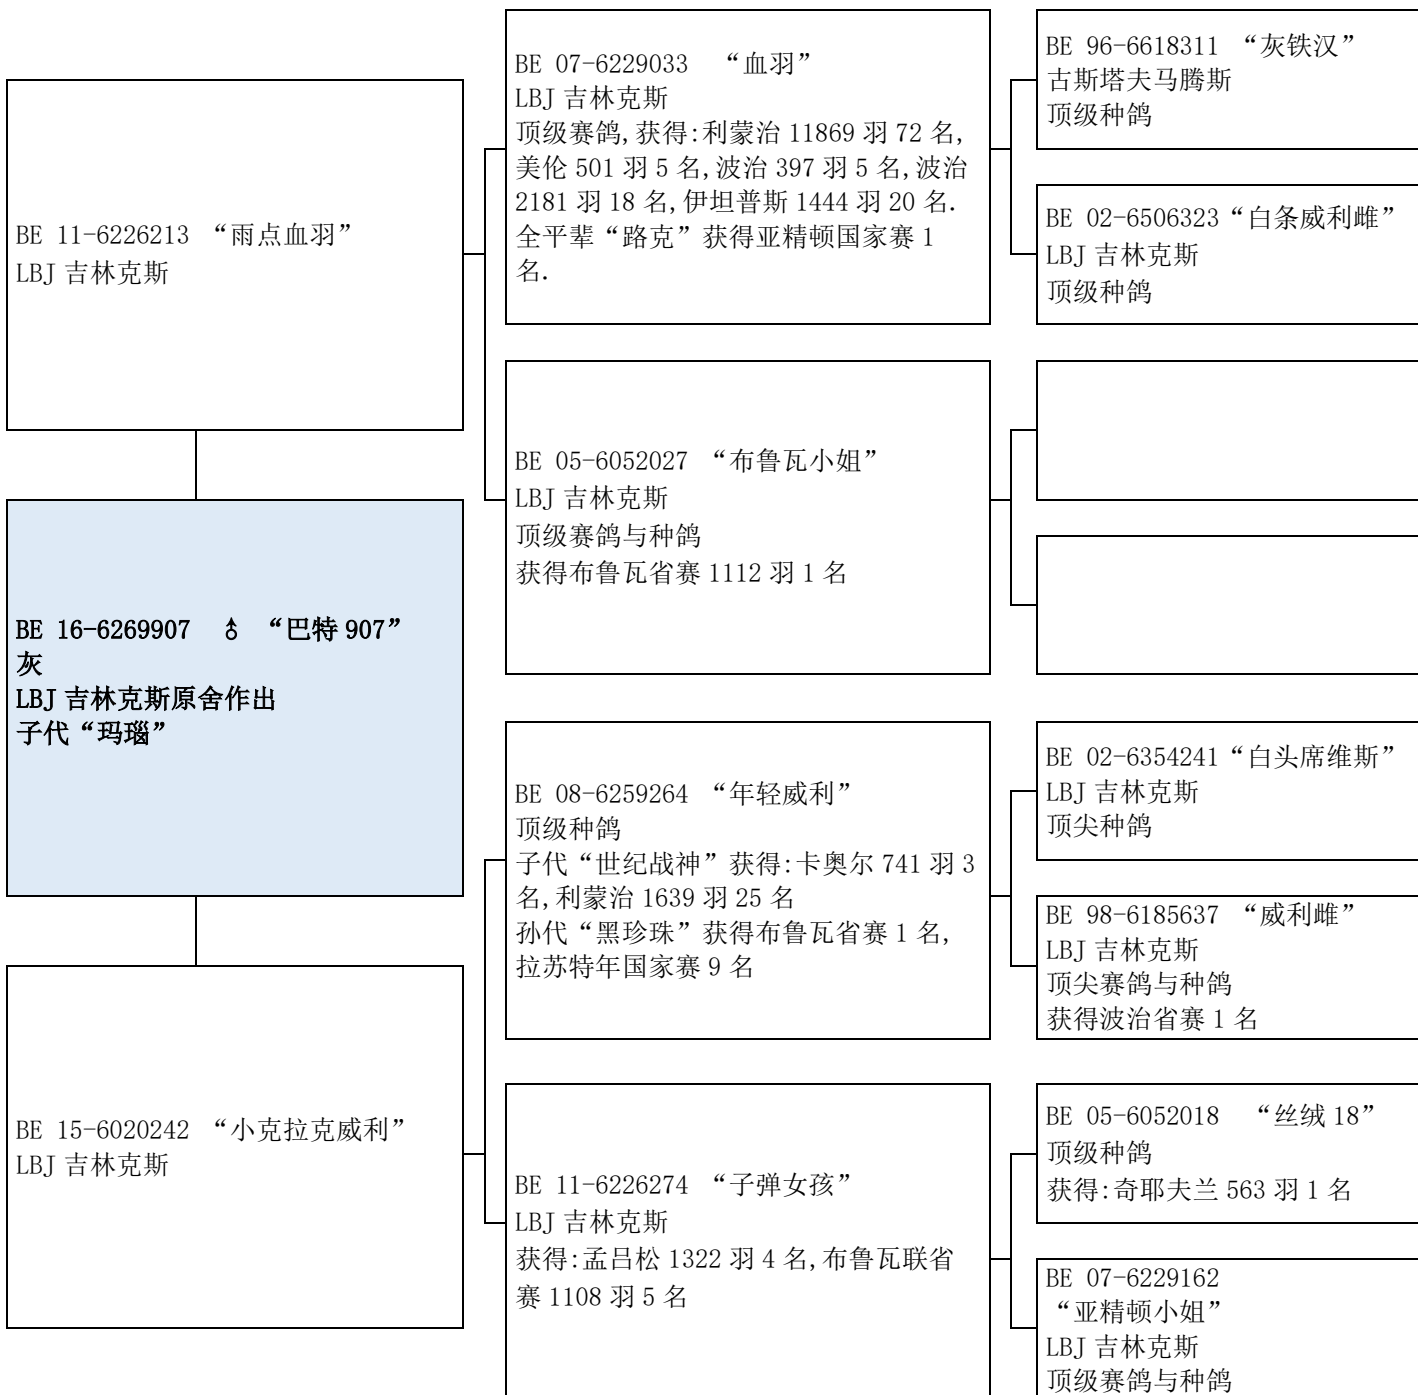 BE 11-6226213 “雨点血羽”
LBJ 吉林克斯
BE 16-6269907 ♂ “巴特 907”
灰
LBJ 吉林克斯原舍作出
子代“玛瑙”
BE 15-6020242 “小克拉克威利”
LBJ 吉林克斯
BE 07-6229033 “血羽”
LBJ 吉林克斯
顶级赛鸽,获得:利蒙治 11869 羽 72 名,
美伦 501 羽 5 名,波治 397 羽 5 名,波治
2181 羽 18 名,伊坦普斯 1444 羽 20 名.
全平辈“路克”获得亚精顿国家赛 1
名.
BE 05-6052027 “布鲁瓦小姐”
LBJ 吉林克斯
顶级赛鸽与种鸽
获得布鲁瓦省赛 1112 羽 1 名
BE 08-6259264 “年轻威利”
顶级种鸽
子代“世纪战神”获得:卡奥尔 741 羽 3
名,利蒙治 1639 羽 25 名
孙代“黑珍珠”获得布鲁瓦省赛 1 名,
拉苏特年国家赛 9 名
BE 11-6226274 “子弹女孩”
LBJ 吉林克斯
获得:孟吕松 1322 羽 4 名,布鲁瓦联省
赛 1108 羽 5 名
BE 96-6618311 “灰铁汉”
古斯塔夫马腾斯
顶级种鸽
BE 02-6506323“白条威利雌”
LBJ 吉林克斯
顶级种鸽
BE 02-6354241“白头席维斯”
LBJ 吉林克斯
顶尖种鸽
BE 98-6185637 “威利雌”
LBJ 吉林克斯
顶尖赛鸽与种鸽
获得波治省赛 1 名
BE 05-6052018 “丝绒 18”
顶级种鸽
获得:奇耶夫兰 563 羽 1 名
BE 07-6229162
“亚精顿小姐”
LBJ 吉林克斯
顶级赛鸽与种鸽